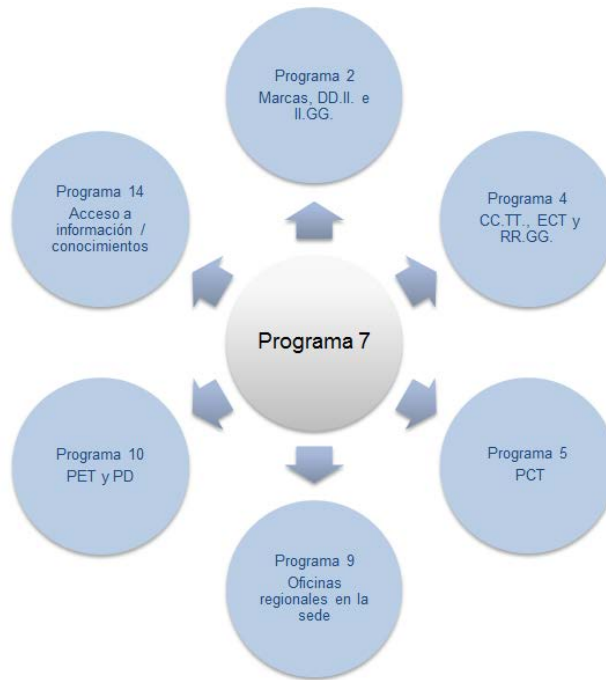 Programa 2
Marcas, DD.II. e
II.GG.
Programa 14
Acceso a
información /
conocimientos
Programa 4
CC.TT., ECT y
RR.GG.
Programa 7
Programa 10
PET y PD
Programa 5
PCT
Programa 9
Oficinas
regionales en la
sede